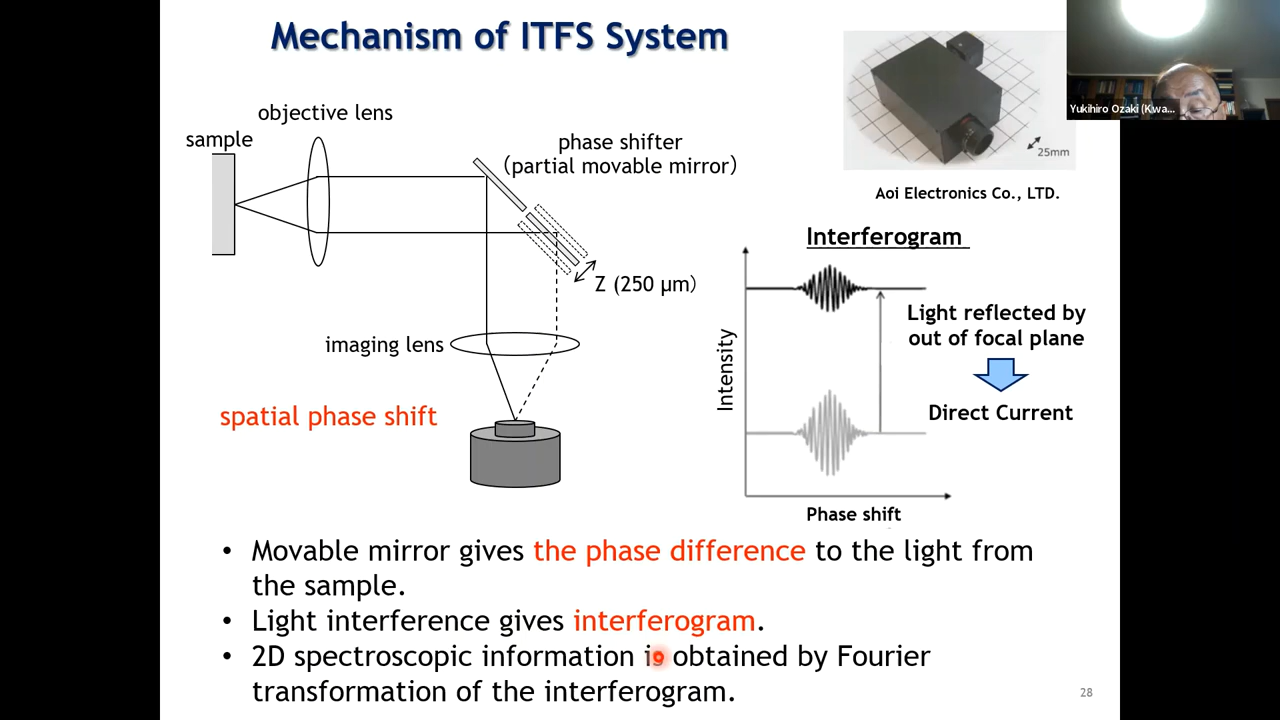 Mechanism of ITFS System
Yukihiro Ozaki (Kwa...
objective lens
sample
phase shifter
(partial movable mirror)
25mm
Aoi Electronics Co., LTD.
Interferogram
Z (250 µm)
Light reflected by
out of focal plane
imaging lens
Intensity
spatial phase shift
Direct Current
Phase shift
• Movable mirror gives the phase difference to the light from
the sample.
• Light interference gives interferogram.
• 2D spectroscopic information is obtained by Fourier
transformation of the interferogram.
28